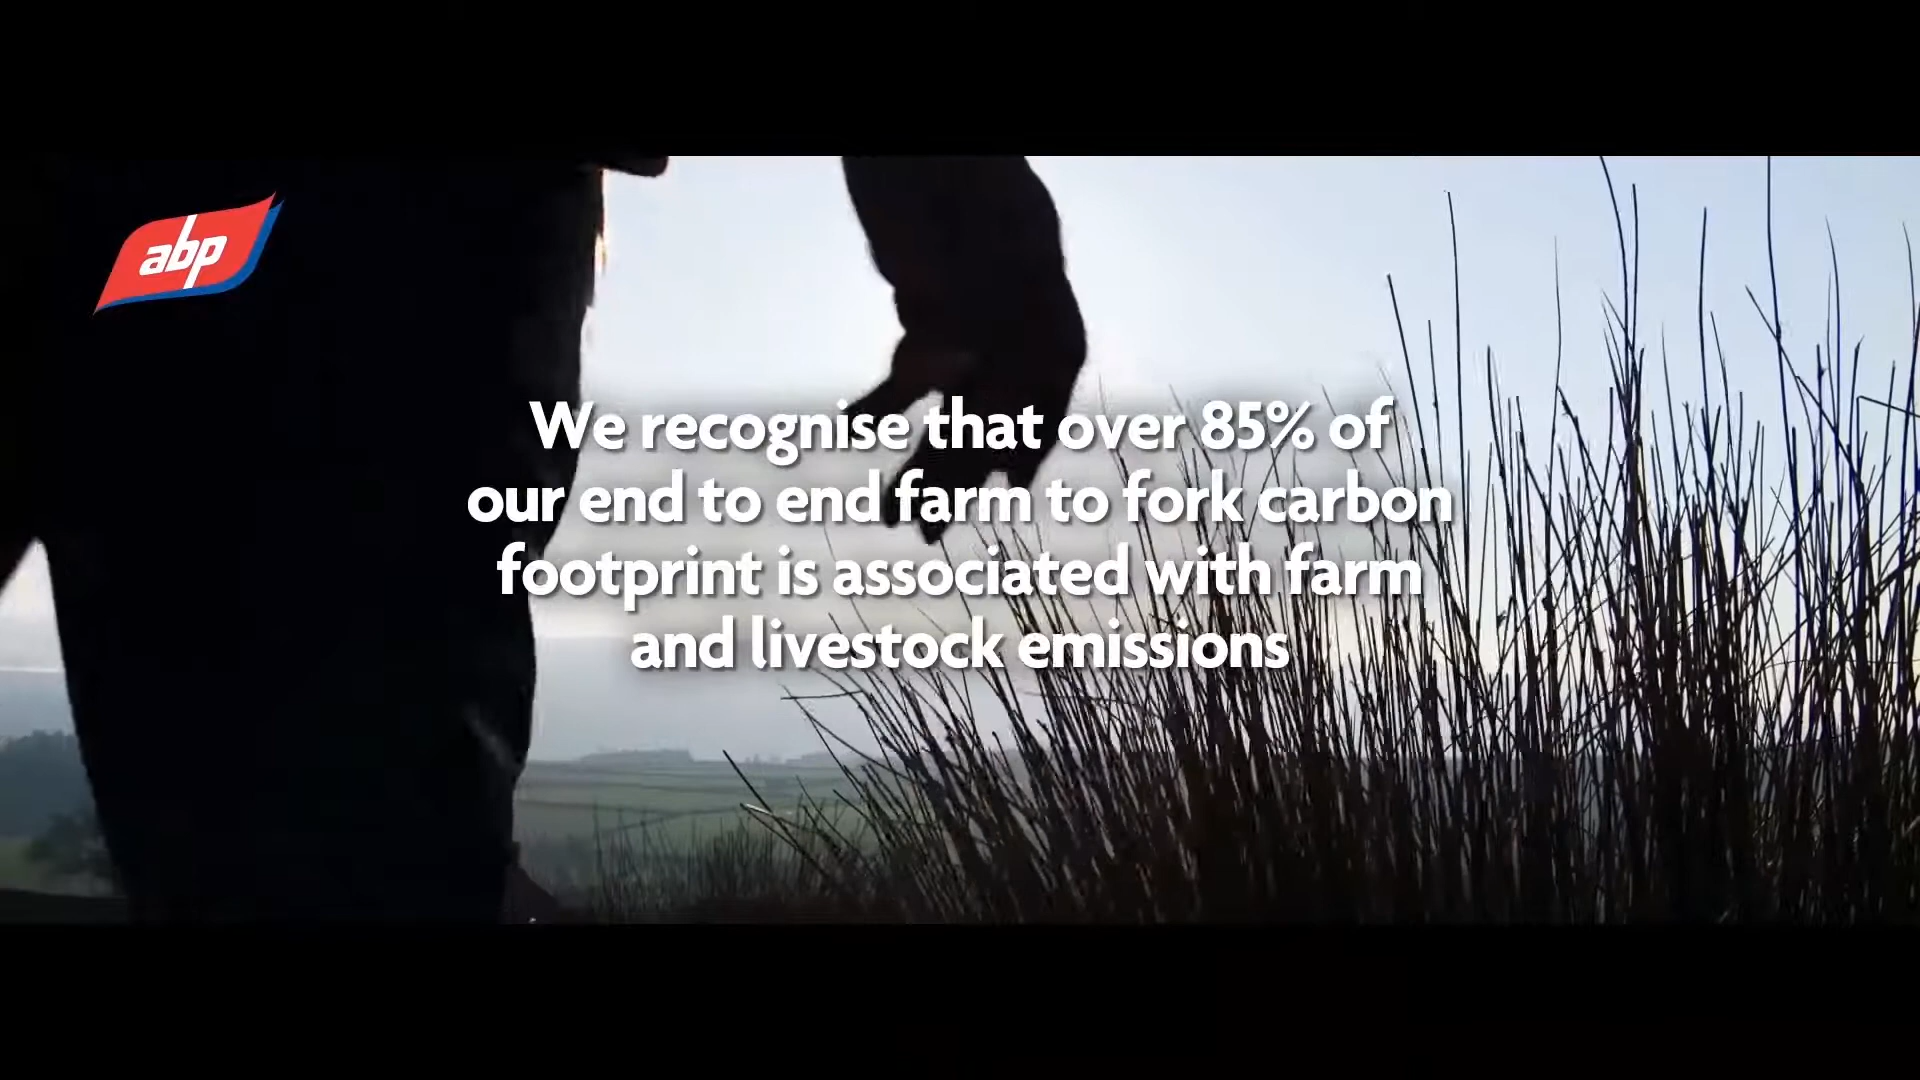 abp
We recognise that over 85% of
our end to end farm to fork carbon
footprint is associated with farm
and livestock emissions